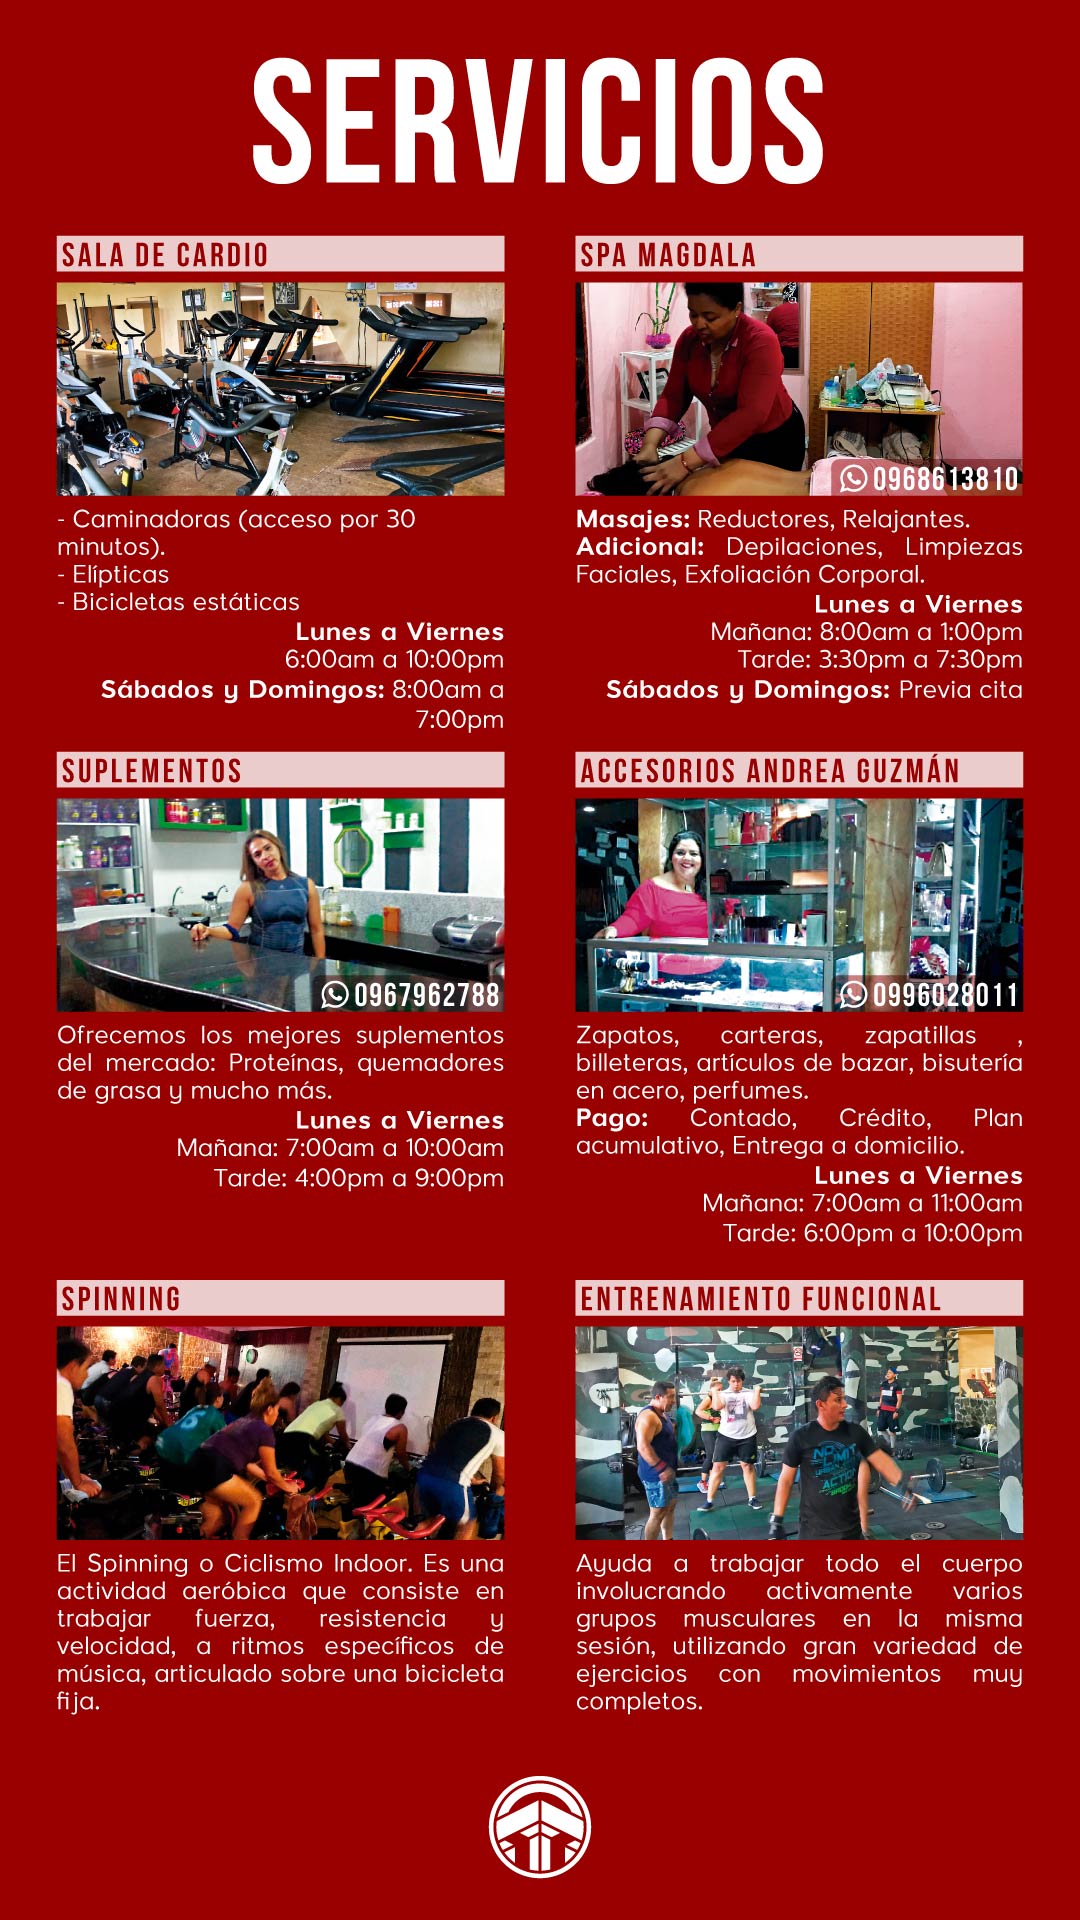 SERVICIOS
SALA DE CARDIO
- Caminadoras (acceso por 30
minutos).
- Elípticas
- Bicicletas estáticas
Lunes a Viernes
6:00am a 10:00pm
Sábados y Domingos: 8:00am a
7:00pm
SPA MAGDALA
0968613810
Masajes: Reductores, Relajantes.
Adicional: Depilaciones, Limpiezas
Faciales, Exfoliación Corporal.
Lunes a Viernes
Mañana: 8:00am a 1:00pm
Tarde: 3:30pm a 7:30pm
Sábados y Domingos: Previa cita
SUPLEMENTOS
0967962788
Ofrecemos los mejores suplementos
del mercado: Proteínas, quemadores
de grasa y mucho más.
Lunes a Viernes
Mañana: 7:00am a 10:00am
Tarde: 4:00pm a 9:00pm
ACCESORIOS ANDREA GUZMÁN
0996028011
Zapatos, carteras, zapatillas ,
billeteras, artículos de bazar, bisutería
en acero, perfumes.
Pago: Contado, Crédito, Plan
acumulativo, Entrega a domicilio.
Lunes a Viernes
Mañana: 7:00am a 11:00am
Tarde: 6:00pm a 10:00pm
SPINNING
El Spinning o Ciclismo Indoor. Es una
actividad aeróbica que consiste en
trabajar fuerza, resistencia y
velocidad, a ritmos específicos de
música, articulado sobre una bicicleta
fija.
ENTRENAMIENTO FUNCIONAL
NO
LIMIT
ACTION
Ayuda a trabajar todo el cuerpo
involucrando activamente varios
grupos musculares en la misma
sesión, utilizando gran variedad de
ejercicios con movimientos muy
completos.